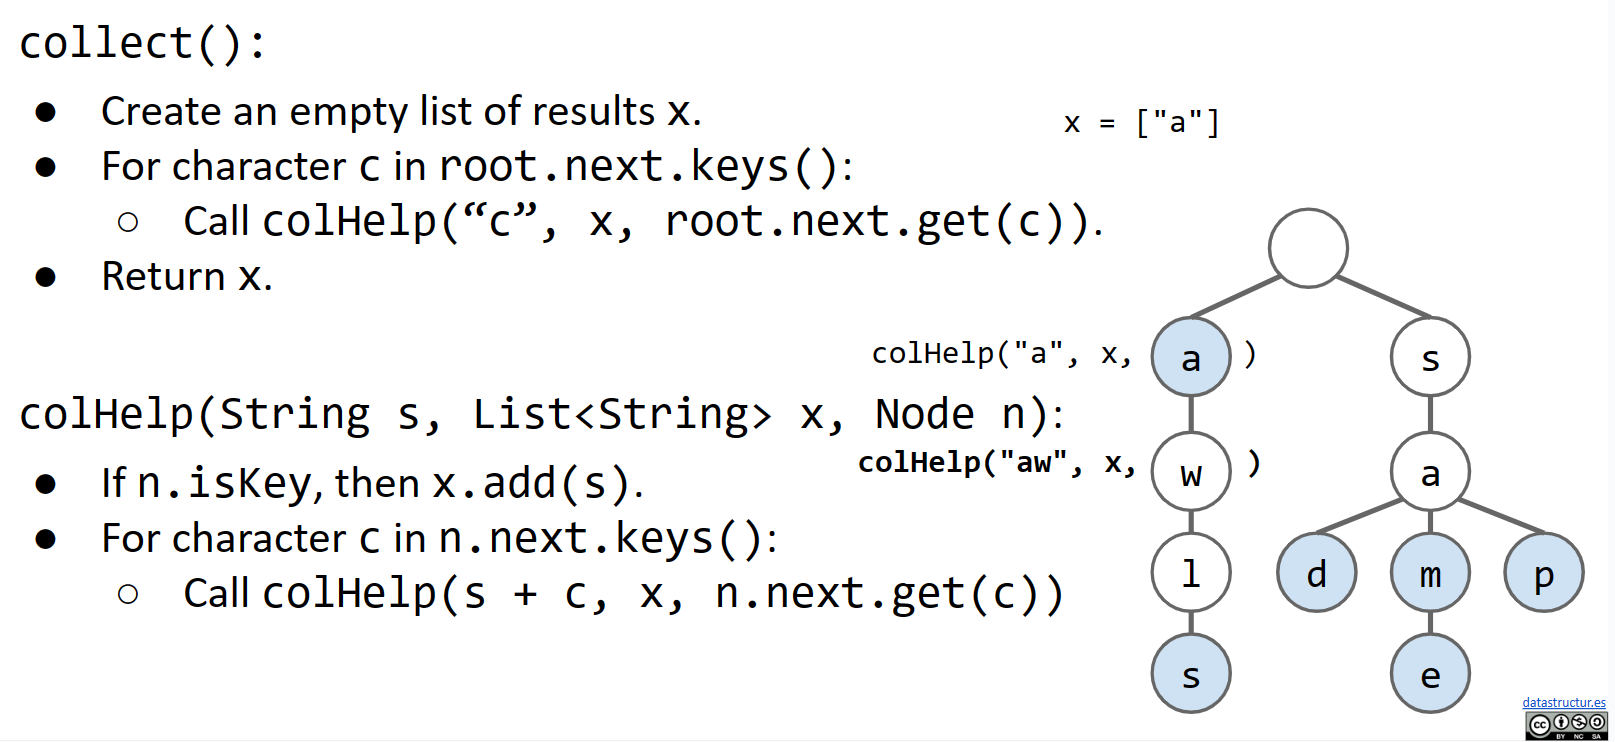 collect():
● Create an empty list of results x.
● For character c in root.next.keys():
○ Call colHelp(“c”, x, root.next.get(c)).
● Return x.
colHelp(String s, List<String> x, Node n):
● If n.isKey, then x.add(s).
● For character c in n.next.keys():
○ Call colHelp(s + c, x, n.next.get(c))
x = ["a"]
colHelp("a", x, a )
s
colHelp("aw", x, w )
a
l
d
m
p
s
e
datastructur.es
cc
BY NC SA